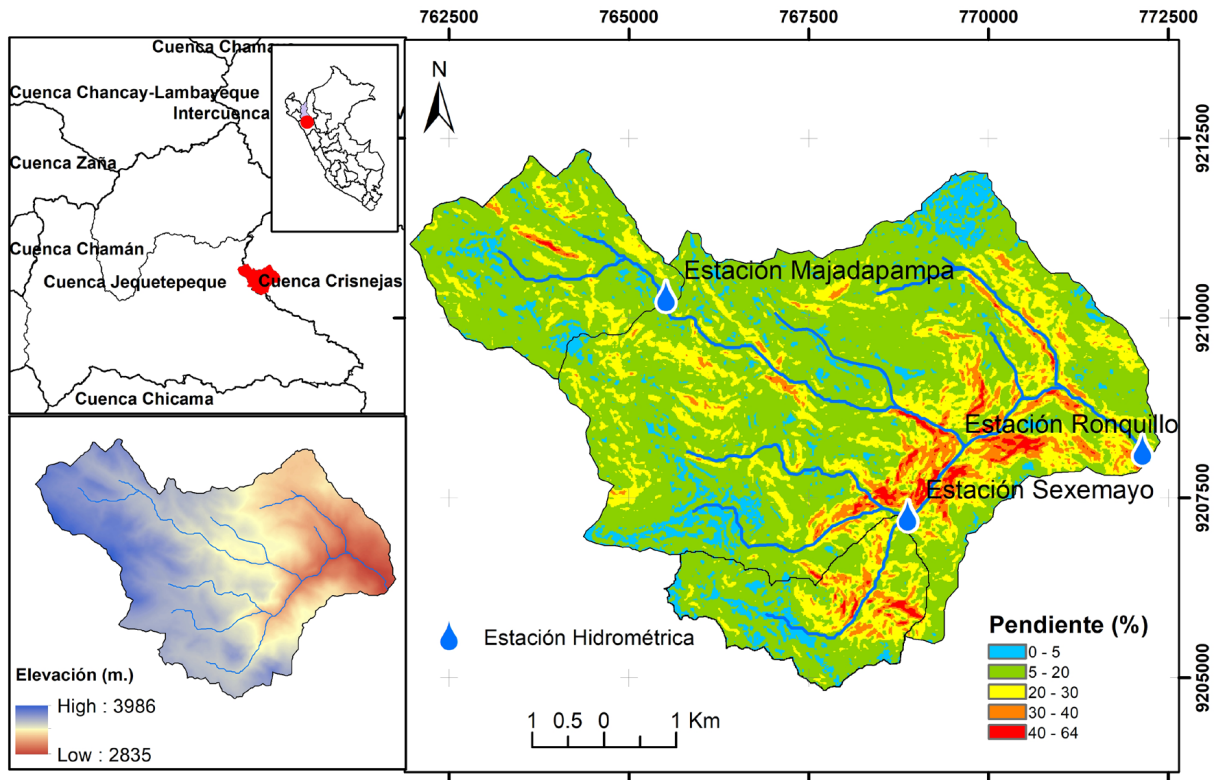 762500
765000
767500
770000
772500
Cuenca Cham
Cuenca Chancay-Lambayeque
Intercuenca
Cuenca Zaña
Cuenca Chamán
Cuenca Jequetepeque
Cuenca Crisnejas
Cuenca Chicama
N
9212500
9210000
9207500
9205000
Estación Majadapampa
Estación Ronquillo
Estación Sexemayo
Estación Hidrométrica
1 0.5 0 1 Km
Pendiente (%)
0 - 5
5 - 20
20 - 30
30 - 40
40 - 64
Elevación (m.)
High : 3986
Low : 2835